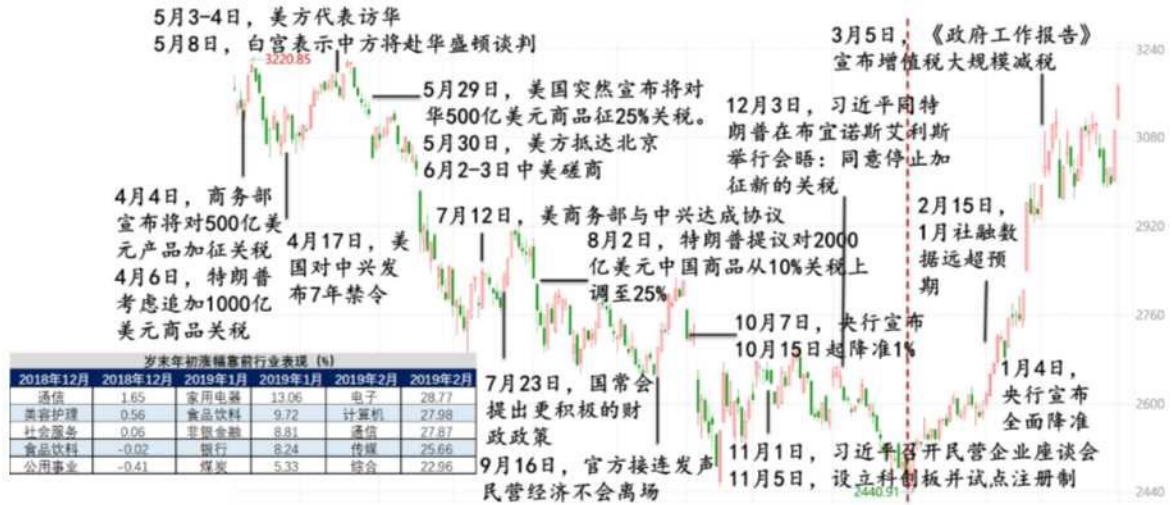 5月3-4日，美方代表访华
5月8日，白宫表示中方将赴华盛顿谈判
3220.85
5月29日，美国突然宣布将对
华500亿美元商品征25%关税。
5月30日，美方抵达北京
6月2-3日中美磋商
4月4日，商务部
宣布将对500亿美
元产品加征关税
4月6日，特朗普
考虑追加1000亿
美元商品关税
4月17日，美
国对中兴发
布7年禁令
7月12日，美商务部与中兴达成协议
8月2日，特朗普提议对2000
亿美元中国商品从10%关税上
调至25%
3月5日，《政府工作报告》
宣布增值税大规模减税
12月3日，习近平同特
朗普在布宜诺斯艾利斯
举行会晤：同意停止加
征新的关税
2月15日，
1月社融数
据远超预
期
10月7日，央行宣布
10月15日起降准1%
7月23日，国常会
提出更积极的财
政政策
9月16日，官方接连发声
民营经济不会离场
11月1日，习近平召开民营企业座谈会
11月5日，设立科创板并试点注册制
1月4日，
央行宣布
全面降准
2440.91
3240
3080
2920
2760
2600
2440
岁末年初涨幅靠前行业表现（%）
2018年12月 2018年12月 2019年1月 2019年1月 2019年2月 2019年2月
通信 1.65 家用电器 13.06 电子 28.77
美容护理 0.56 食品饮料 9.72 计算机 27.98
社会服务 0.06 非银金融 8.81 通信 27.87
食品饮料 -0.02 银行 8.24 传媒 25.66
公用事业 -0.41 煤炭 5.33 综合 22.96